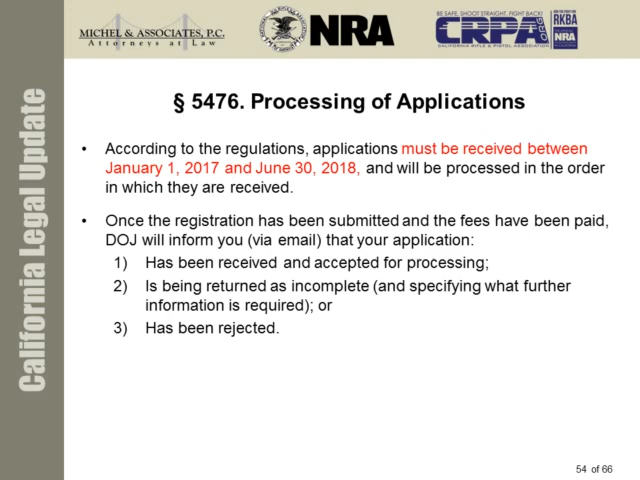 MICHEL & ASSOCIATES, P.C.
Attorneys at Law
NRA
BE SAFE, SHOOT STRAIGHT, FIGHT BACK!
CRPA.ORG
CALIFORNIA RIFLE & PISTOL ASSOCIATION
RKBA
NRA
California Legal Update
§ 5476. Processing of Applications
• According to the regulations, applications must be received between
January 1, 2017 and June 30, 2018, and will be processed in the order
in which they are received.
• Once the registration has been submitted and the fees have been paid,
DOJ will inform you (via email) that your application:
1) Has been received and accepted for processing;
2) Is being returned as incomplete (and specifying what further
information is required); or
3) Has been rejected.
54 of 66